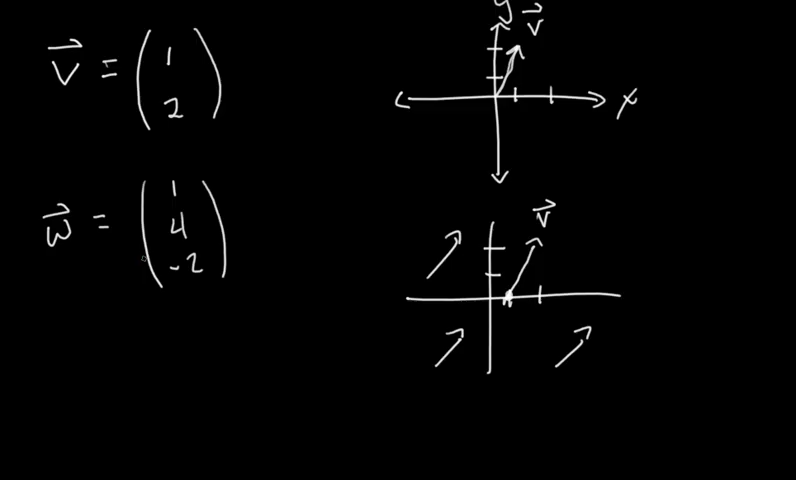 y
v⃗
v⃗ = ( 1
2 )
x
w⃗ = ( 1
4
-2 )
v⃗